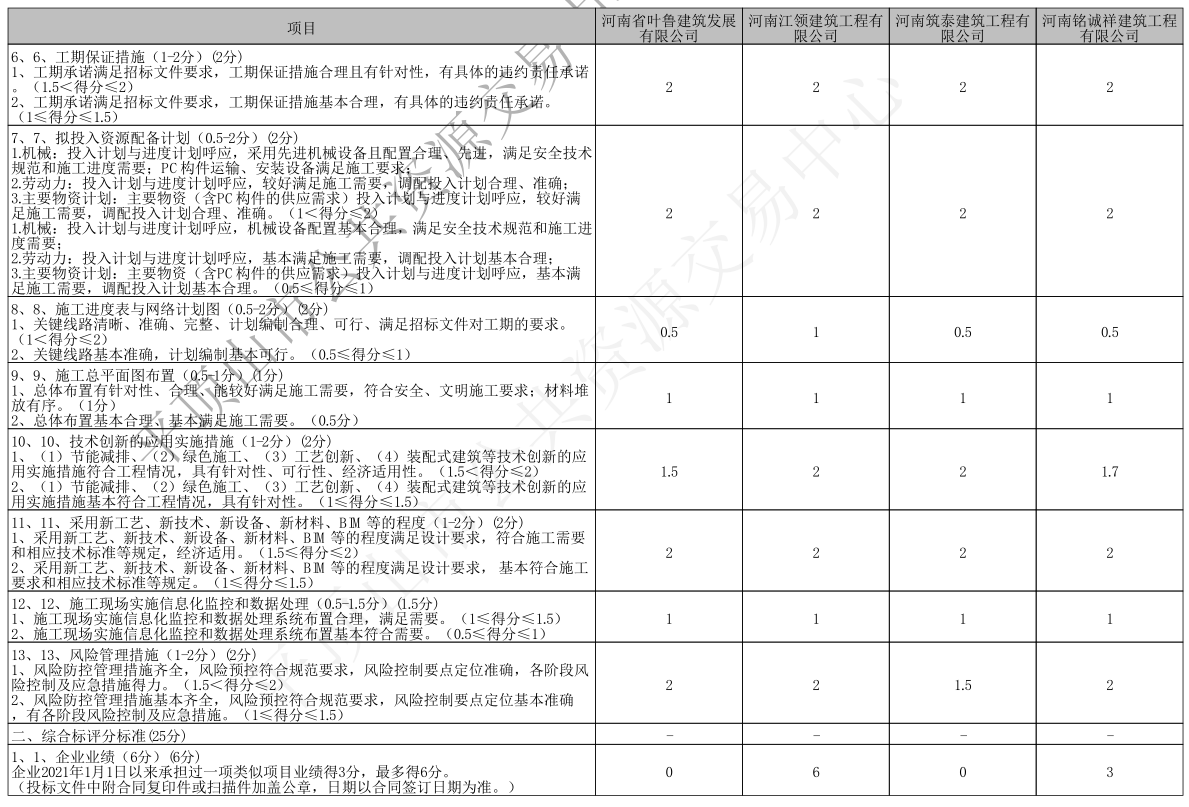 项目
河南省叶鲁建筑发展
有限公司
河南江领建筑工程有
限公司
河南筑泰建筑工程有
限公司
河南铭诚祥建筑工程
有限公司
6、6、工期保证措施（1-2分）(2分)
1、工期承诺满足招标文件要求，工期保证措施合理且有针对性，有具体的违约责任承诺
。（1.5＜得分≤2）
2、工期承诺满足招标文件要求，工期保证措施基本合理，有具体的违约责任承诺。
（1≤得分≤1.5）
2
2
2
2
7、7、拟投入资源配备计划（0.5-2分）(2分)
1.机械：投入计划与进度计划呼应，采用先进机械设备且配置合理、先进，满足安全技术
规范和施工进度需要；PC构件运输、安装设备满足施工要求；
2.劳动力：投入计划与进度计划呼应，较好满足施工需要，调配投入计划合理、准确；
3.主要物资计划：主要物资（含PC构件的供应需求）投入计划与进度计划呼应，较好满
足施工需要，调配投入计划合理、准确。（1＜得分≤2）
1.机械：投入计划与进度计划呼应，机械设备配置基本合理，满足安全技术规范和施工进
度需要；
2.劳动力：投入计划与进度计划呼应，基本满足施工需要，调配投入计划基本合理；
3.主要物资计划：主要物资（含PC构件的供应需求）投入计划与进度计划呼应，基本满
足施工需要，调配投入计划基本合理。（0.5≤得分≤1）
2
2
2
2
8、8、施工进度表与网络计划图（0.5-2分）(2分)
1、关键线路清晰、准确、完整、计划编制合理、可行、满足招标文件对工期的要求。
（1＜得分≤2）
2、关键线路基本准确，计划编制基本可行。（0.5≤得分≤1）
0.5
1
0.5
0.5
9、9、施工总平面图布置（0.5-1分）(1分)
1、总体布置有针对性、合理、能较好满足施工需要，符合安全、文明施工要求；材料堆
放有序。（1分）
2、总体布置基本合理、基本满足施工需要。（0.5分）
1
1
1
1
10、10、技术创新的应用实施措施（1-2分）(2分)
1、（1）节能减排、（2）绿色施工、（3）工艺创新、（4）装配式建筑等技术创新的应
用实施措施符合工程情况，具有针对性、可行性、经济适用性。（1.5＜得分≤2）
2、（1）节能减排、（2）绿色施工、（3）工艺创新、（4）装配式建筑等技术创新的应
用实施措施基本符合工程情况，具有针对性。（1≤得分≤1.5）
1.5
2
2
1.7
11、11、采用新工艺、新技术、新设备、新材料、BIM 等的程度（1-2分）(2分)
1、采用新工艺、新技术、新设备、新材料、BIM 等的程度满足设计要求，符合施工需要
和相应技术标准等规定，经济适用。（1.5≤得分≤2）
2、采用新工艺、新技术、新设备、新材料、BIM 等的程度满足设计要求， 基本符合施工
要求和相应技术标准等规定。（1≤得分≤1.5）
2
2
2
2
12、12、施工现场实施信息化监控和数据处理（0.5-1.5分）(1.5分)
1、施工现场实施信息化监控和数据处理系统布置合理，满足需要。（1≤得分≤1.5）
2、施工现场实施信息化监控和数据处理系统布置基本符合需要。（0.5≤得分≤1）
1
1
1
1
13、13、风险管理措施（1-2分）(2分)
1、风险防控管理措施齐全，风险预控符合规范要求，风险控制要点定位准确，各阶段风
险控制及应急措施得力。（1.5＜得分≤2）
2、风险防控管理措施基本齐全，风险预控符合规范要求，风险控制要点定位基本准确
，有各阶段风险控制及应急措施。（1≤得分≤1.5）
2
2
1.5
2
二、综合标评分标准(25分)
–
–
–
–
1、1、企业业绩（6分）(6分)
企业2021年1月1日以来承担过一项类似项目业绩得3分，最多得6分。
（投标文件中附合同复印件或扫描件加盖公章，日期以合同签订日期为准。）
0
6
0
3
平顶山市公共资源交易
平顶山市公共资源交易中心